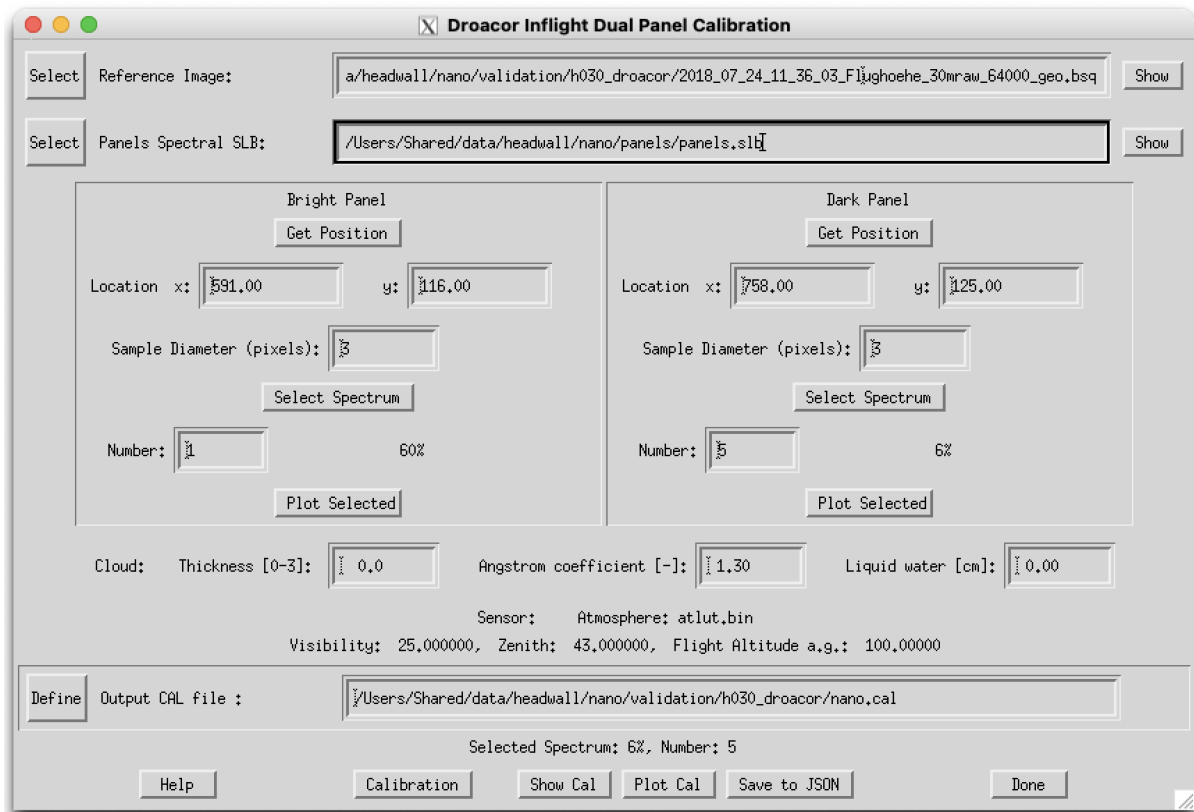 Droacor Inflight Dual Panel Calibration
Select Reference Image: a/headwall/nano/validation/h030_droacor/2018_07_24_11_36_03_Flughoehe_30mraw_64000_geo.bsq Show
Select Panels Spectral SLB: /Users/Shared/data/headwall/nano/panels/panels.slb Show
Bright Panel
Get Position
Location x: 591.00 y: 116.00
Sample Diameter (pixels): 3
Select Spectrum
Number: 1 60%
Plot Selected
Dark Panel
Get Position
Location x: 758.00 y: 125.00
Sample Diameter (pixels): 3
Select Spectrum
Number: 5 6%
Plot Selected
Cloud: Thickness [0-3]: 0.0 Angstrom coefficient [-]: 1.30 Liquid water [cm]: 0.00
Sensor: Atmosphere: atlut.bin
Visibility: 25.000000, Zenith: 43.000000, Flight Altitude a.g.: 100.00000
Define Output CAL file : /Users/Shared/data/headwall/nano/validation/h030_droacor/nano.cal
Selected Spectrum: 6%, Number: 5
Help Calibration Show Cal Plot Cal Save to JSON Done